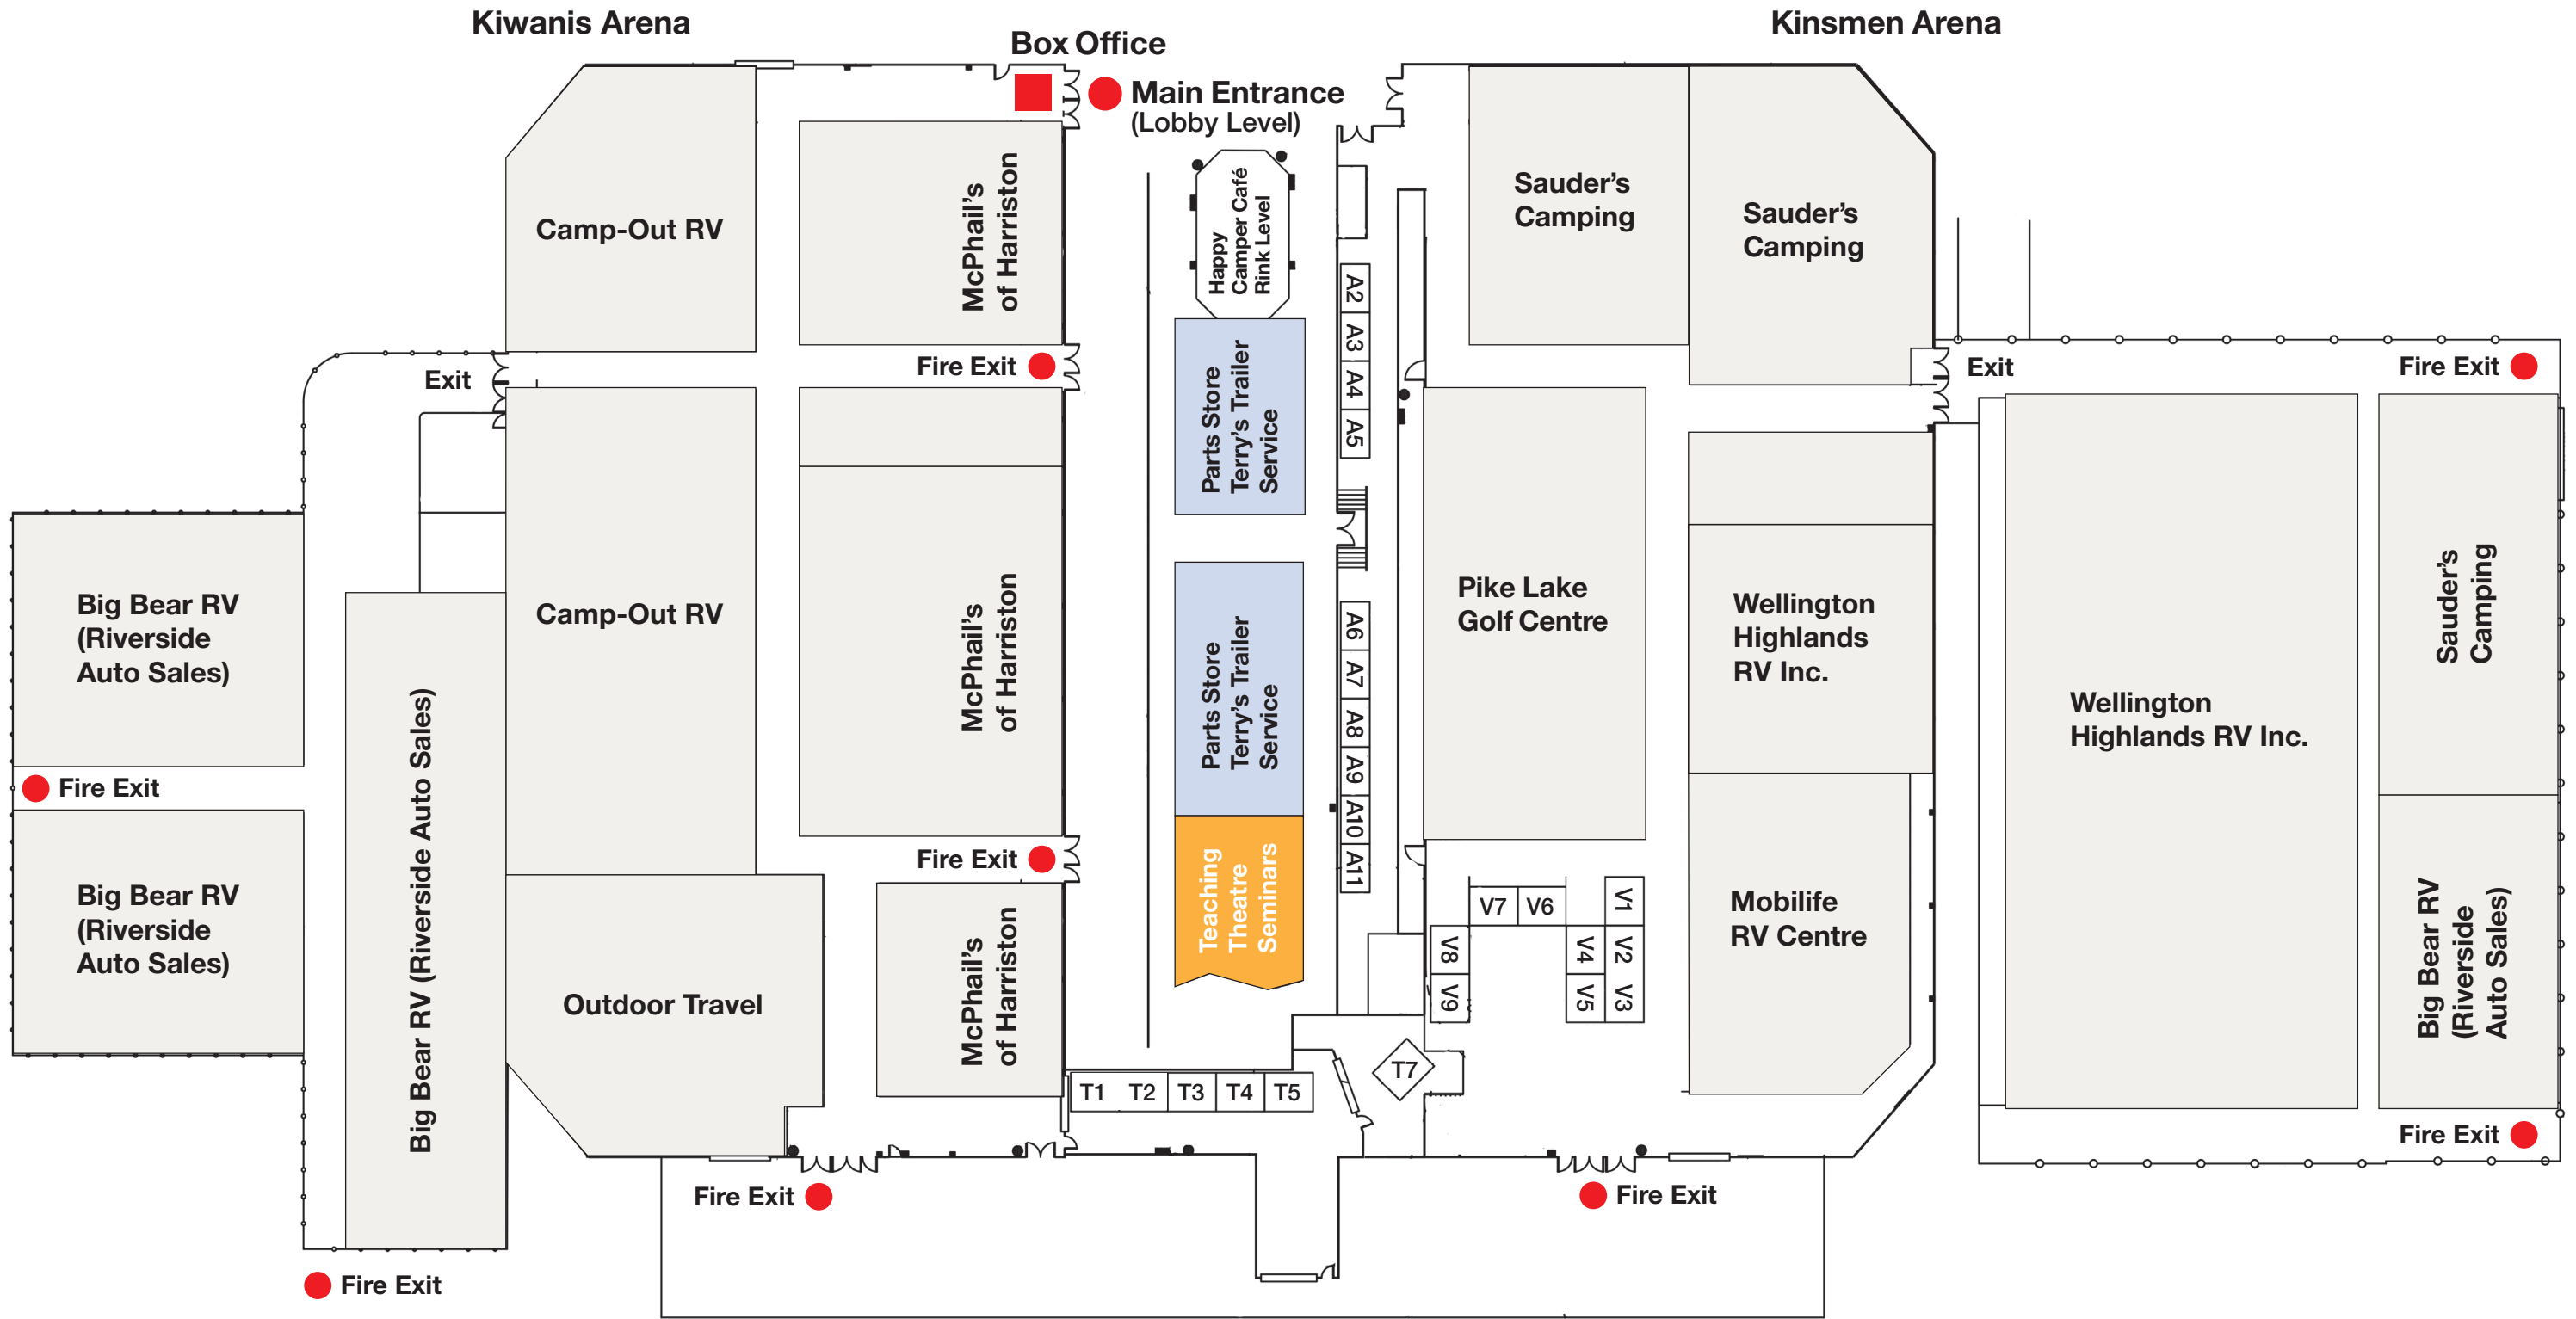 Kiwanis Arena
Kinsmen Arena
Box Office
Main Entrance
(Lobby Level)
Camp-Out RV
McPhail's
of Harriston
Happy
Camper Café
Rink Level
Sauder's
Camping
Sauder's
Camping
A2
A3
A4
A5
Exit
Fire Exit
Parts Store
Terry's Trailer
Service
Exit
Fire Exit
Big Bear RV
(Riverside
Auto Sales)
Camp-Out RV
McPhail's
of Harriston
Parts Store
Terry's Trailer
Service
A6
A7
A8
A9
A10
A11
Pike Lake
Golf Centre
Wellington
Highlands
RV Inc.
Wellington
Highlands RV Inc.
Sauder's
Camping
Fire Exit
Big Bear RV (Riverside Auto Sales)
Fire Exit
Big Bear RV
(Riverside
Auto Sales)
Outdoor Travel
McPhail's
of Harriston
Teaching
Theatre
Seminars
V7
V6
V1
V8
V4
V2
V9
V5
V3
Mobilife
RV Centre
Big Bear RV
(Riverside
Auto Sales)
T1
T2
T3
T4
T5
T7
Fire Exit
Fire Exit
Fire Exit
Fire Exit